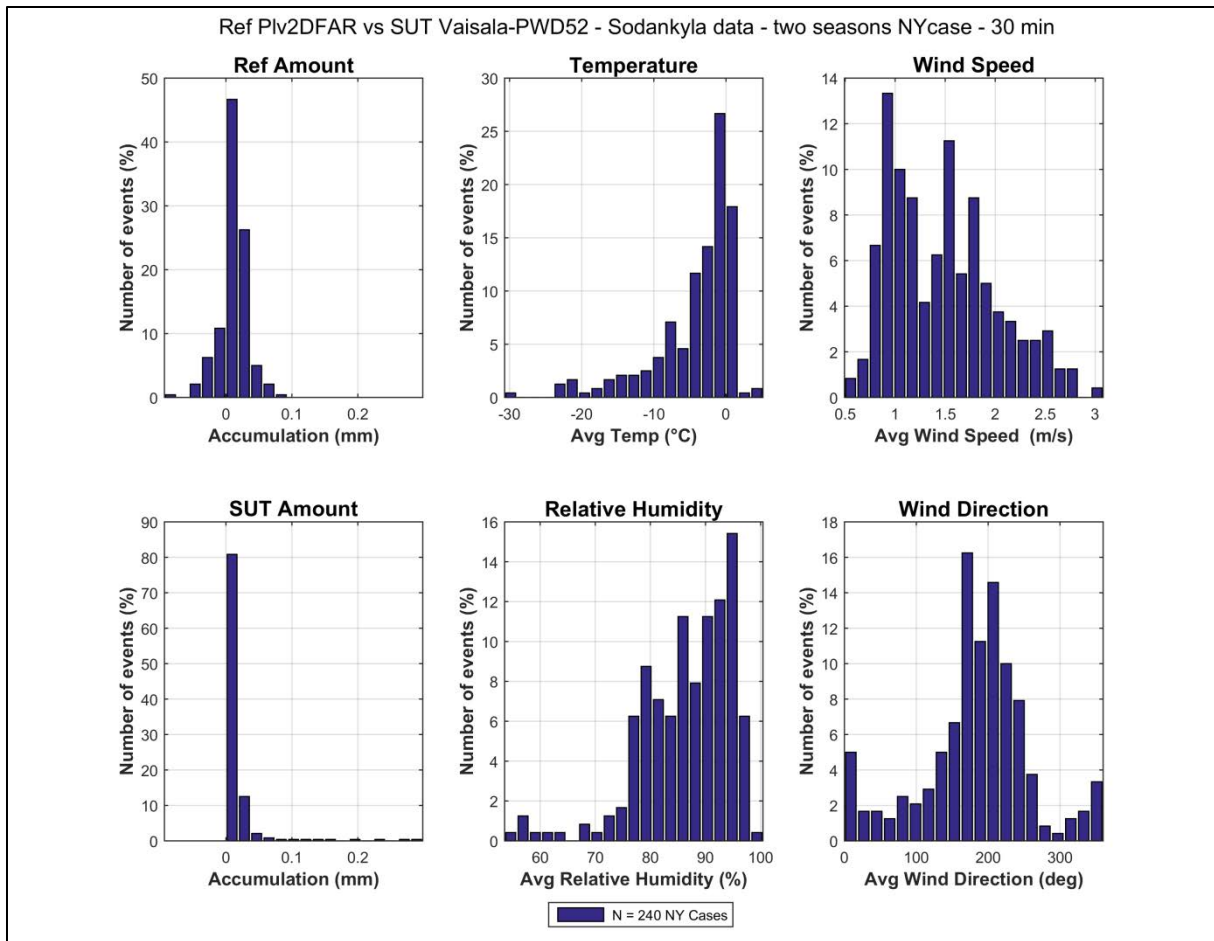 Ref Plv2DFAR vs SUT Vaisala-PWD52 - Sodankyla data - two seasons NYcase - 30 min
Ref Amount
Number of events (%)
50
40
30
20
10
0
0 0.1 0.2
Accumulation (mm)
Temperature
Number of events (%)
30
25
20
15
10
5
0
-30 -20 -10 0
Avg Temp (°C)
Wind Speed
Number of events (%)
14
12
10
8
6
4
2
0
0.5 1 1.5 2 2.5 3
Avg Wind Speed (m/s)
SUT Amount
Number of events (%)
90
80
70
60
50
40
30
20
10
0
0 0.1 0.2
Accumulation (mm)
Relative Humidity
Number of events (%)
16
14
12
10
8
6
4
2
0
60 70 80 90 100
Avg Relative Humidity (%)
Wind Direction
Number of events (%)
18
16
14
12
10
8
6
4
2
0
0 100 200 300
Avg Wind Direction (deg)
N = 240 NY Cases